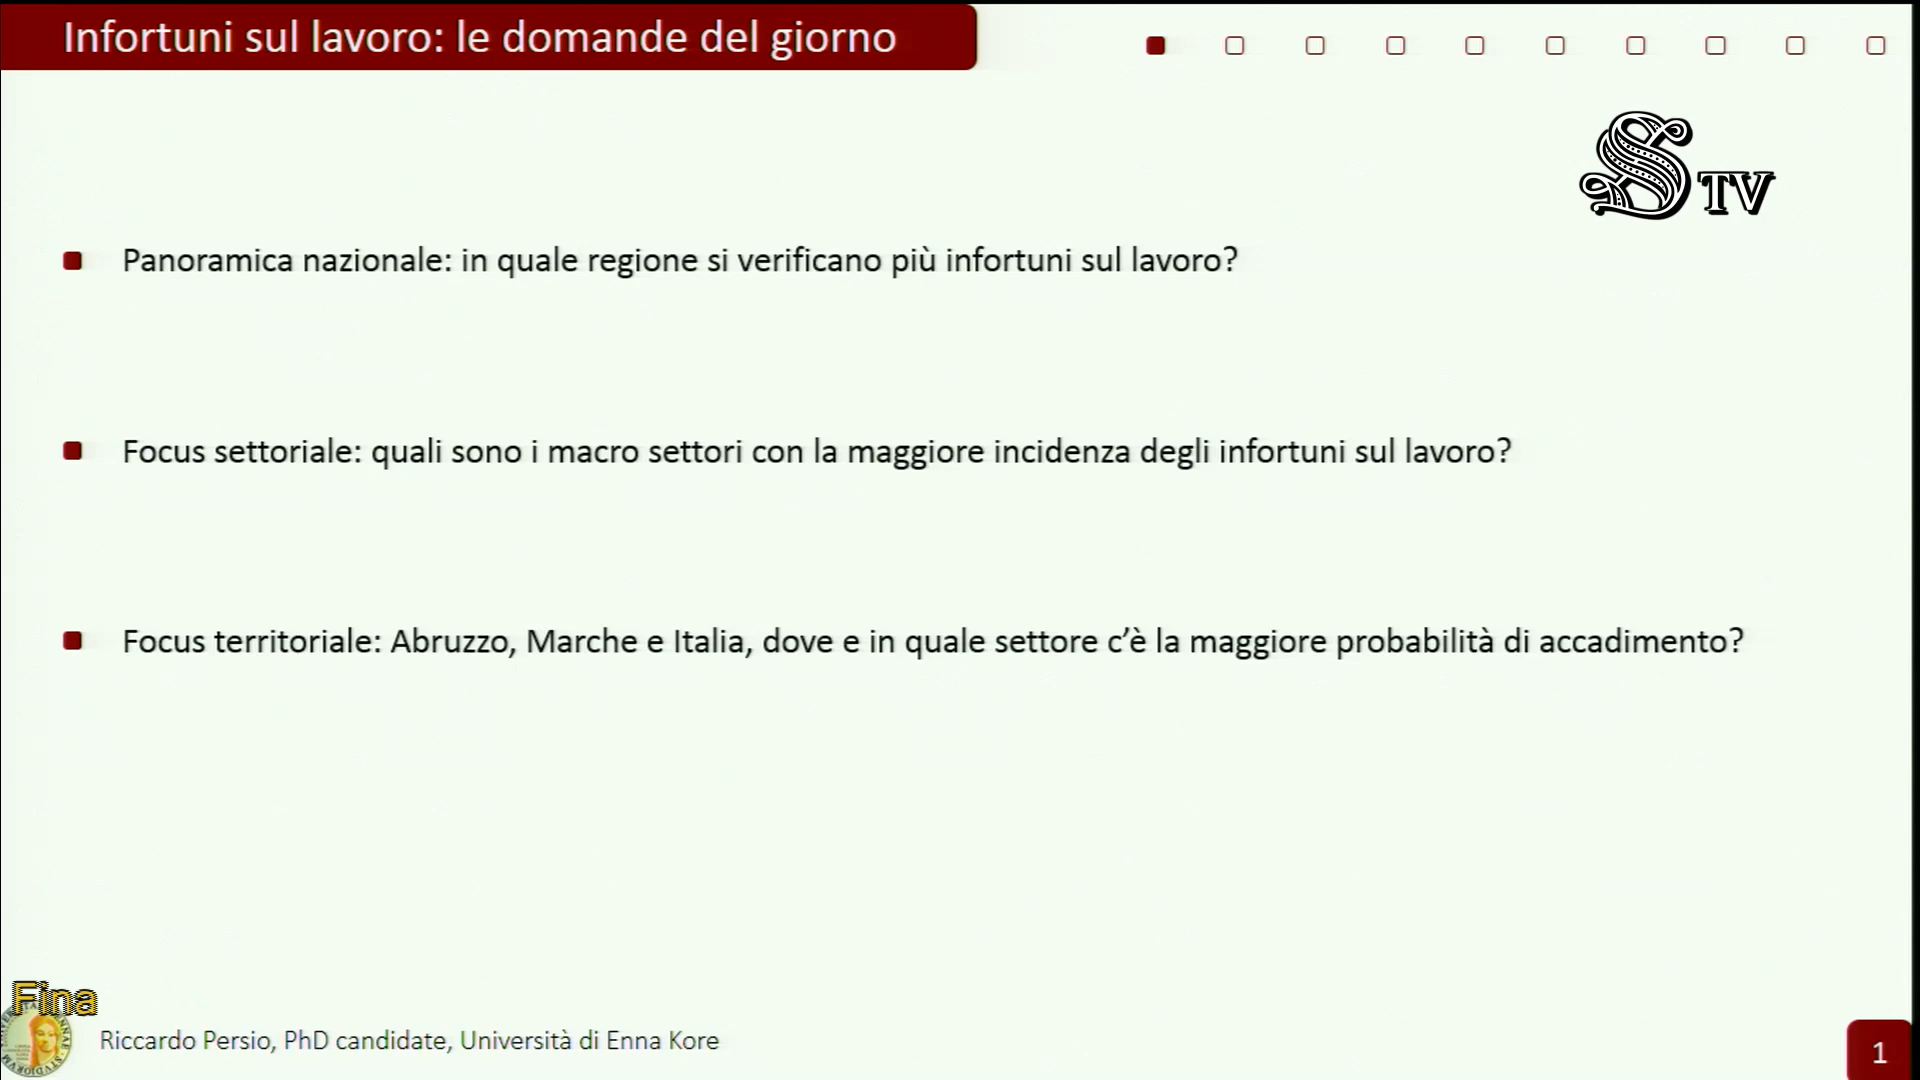 Infortuni sul lavoro: le domande del giorno
S TV
Panoramica nazionale: in quale regione si verificano più infortuni sul lavoro?
Focus settoriale: quali sono i macro settori con la maggiore incidenza degli infortuni sul lavoro?
Focus territoriale: Abruzzo, Marche e Italia, dove e in quale settore c’è la maggiore probabilità di accadimento?
Fina
Riccardo Persio, PhD candidate, Università di Enna Kore
1